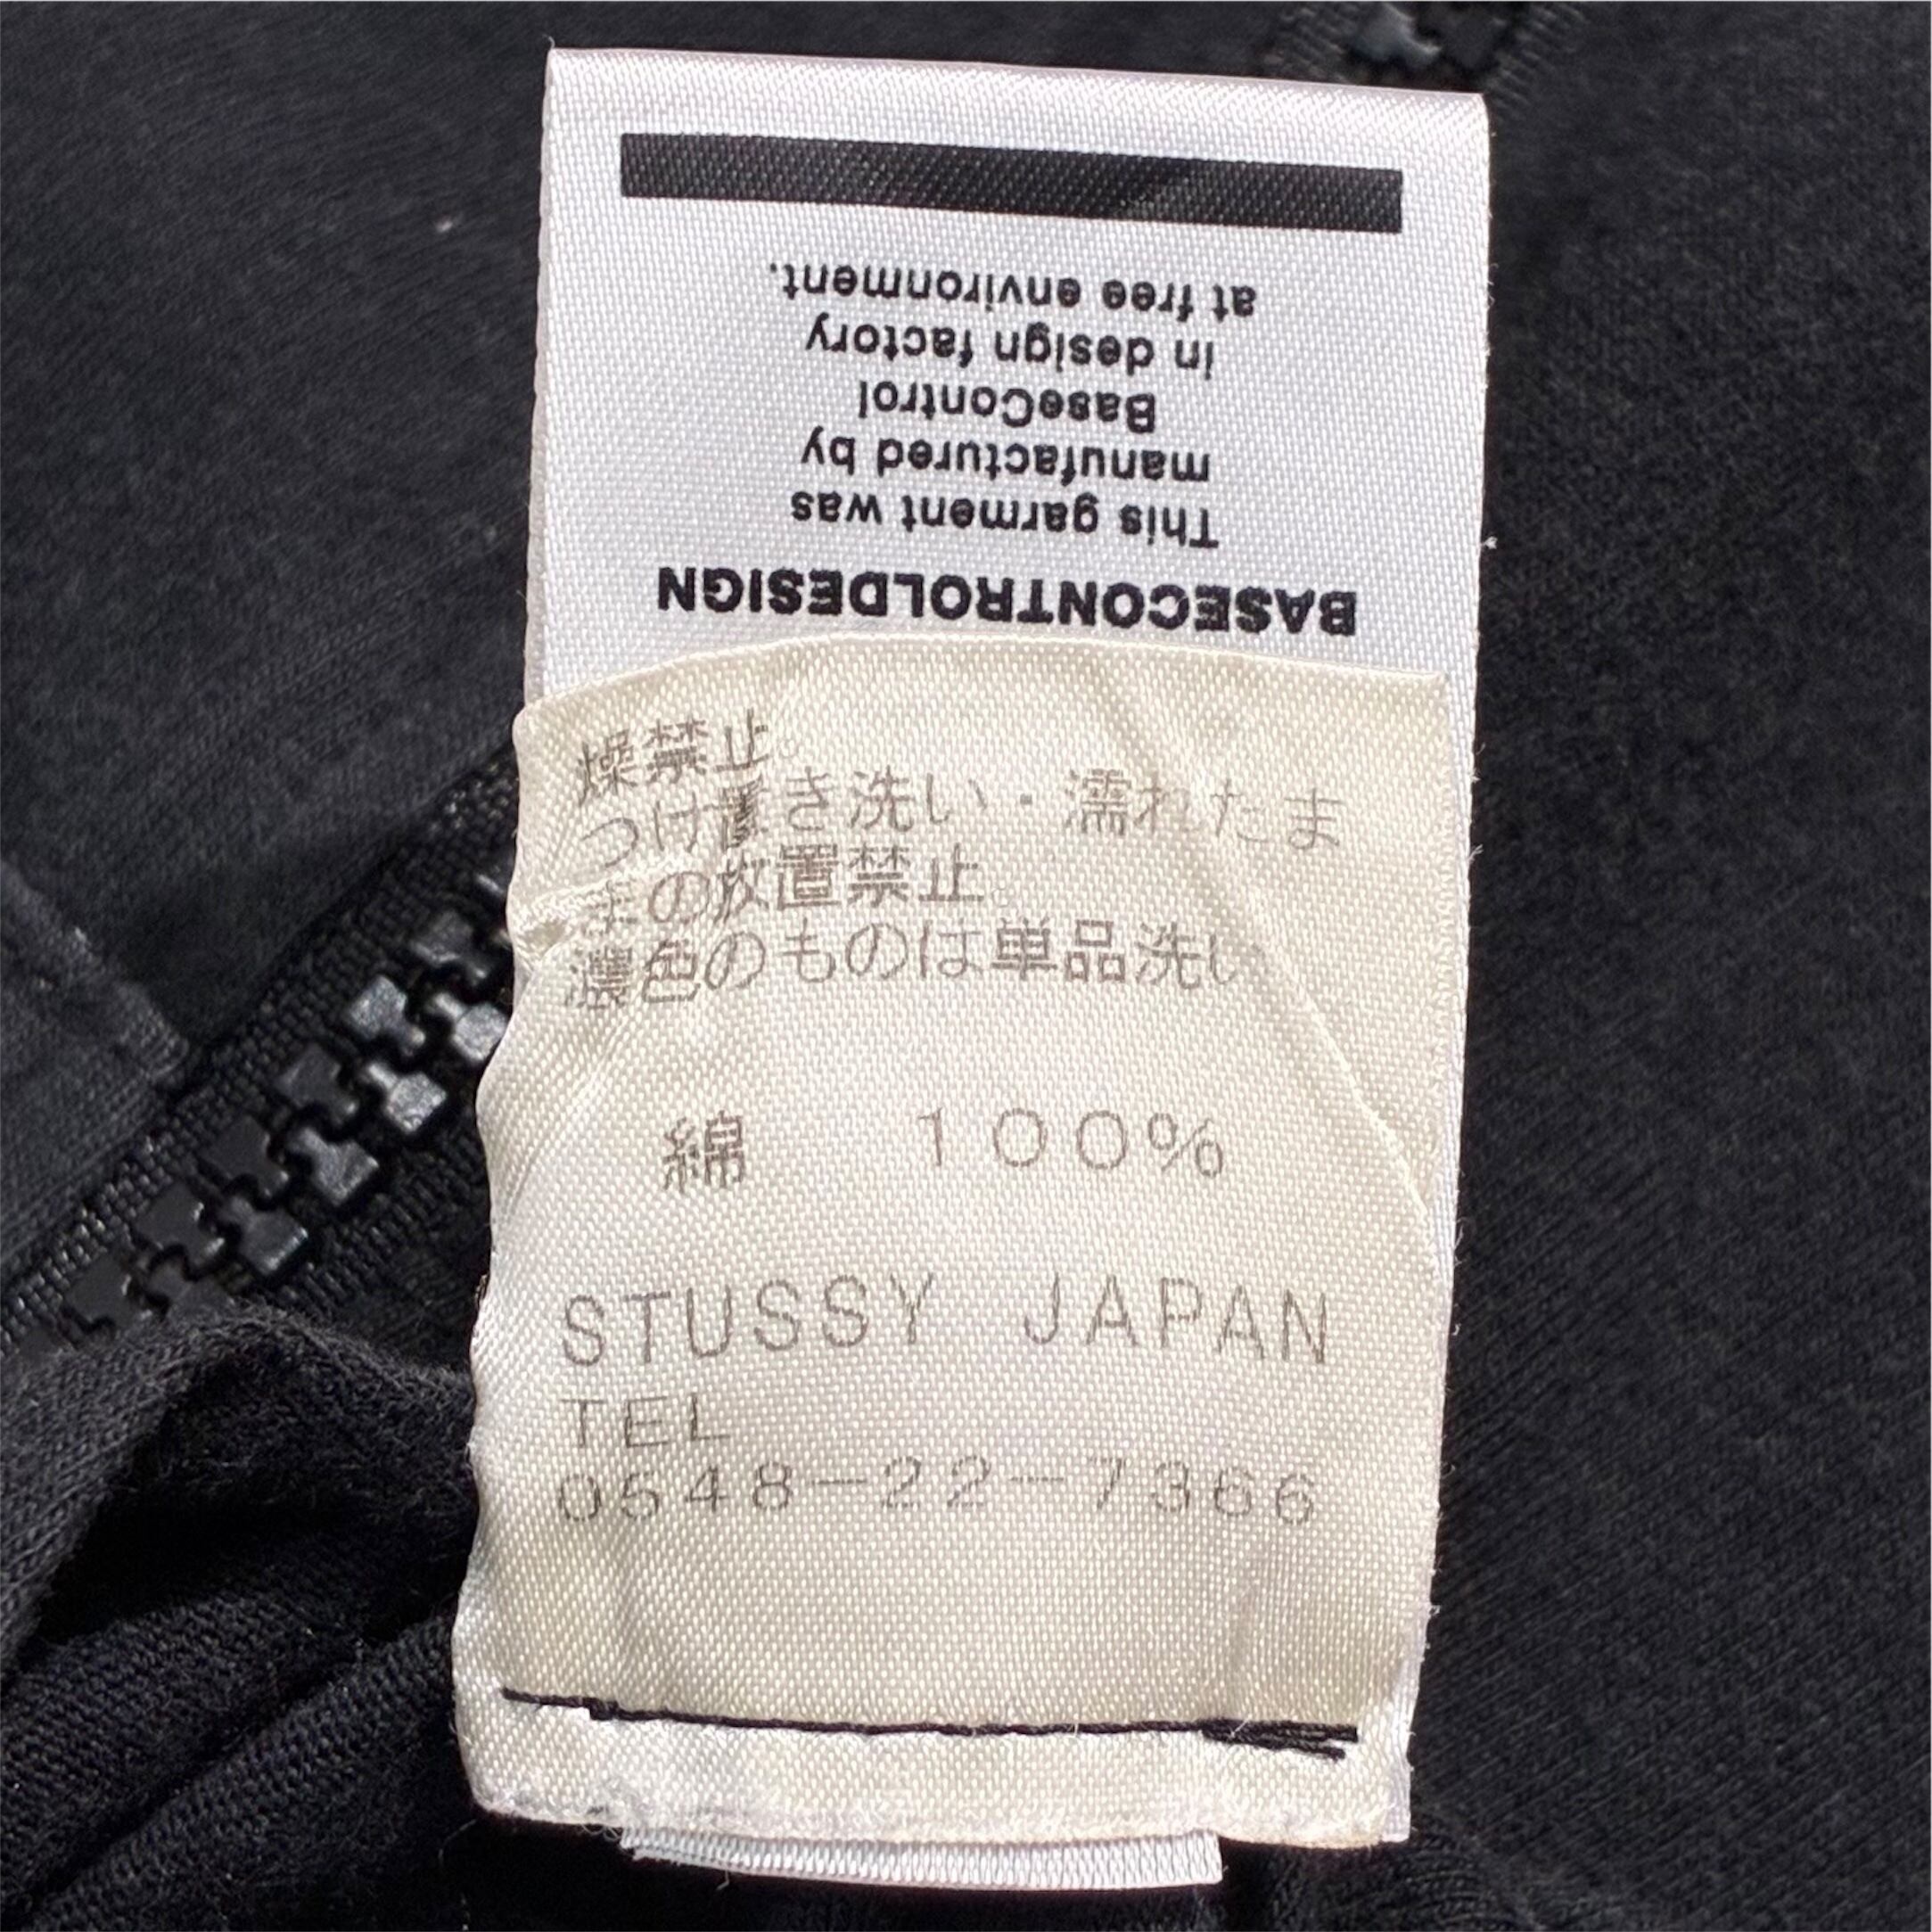 BASECONTROLDESIGN
This garment was
manufactured by
BaseControl
in design factory
at free environment.
燥禁止。
つけ置き洗い・濡れたま
まの放置禁止。
濃色のものは単品洗い
綿 100%
STUSSY JAPAN
TEL
0548-22-7366